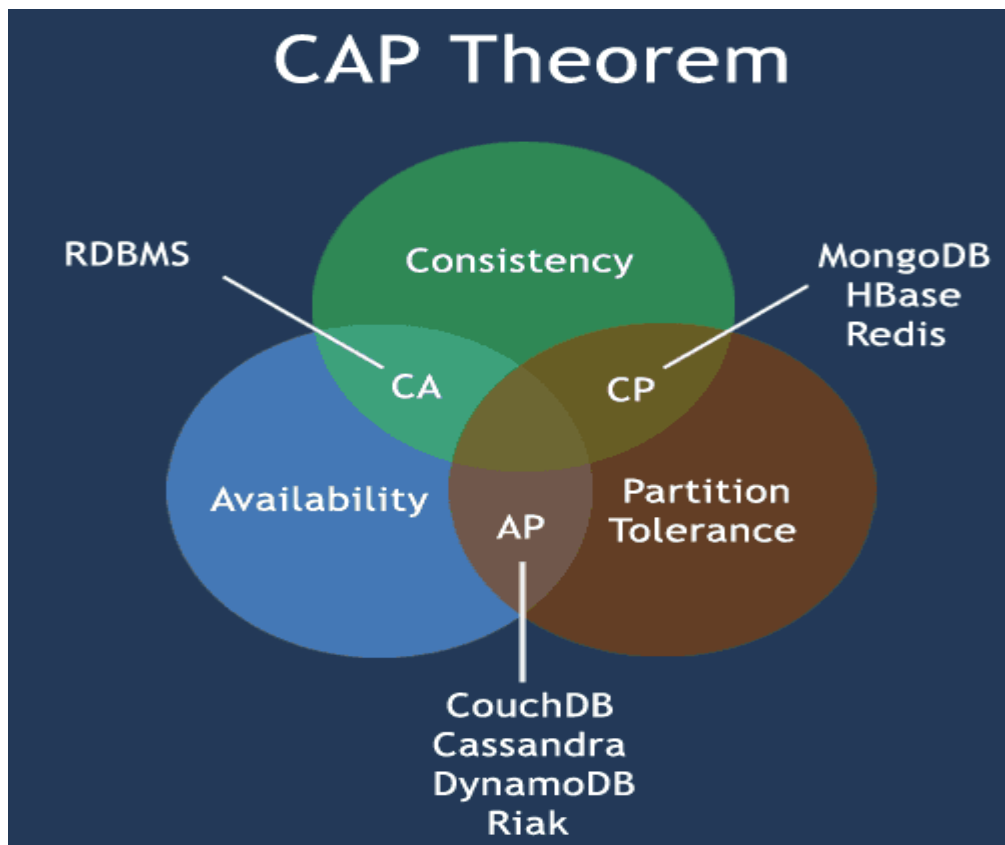 CAP Theorem
RDBMS
Consistency
MongoDB
HBase
Redis
CA
CP
Availability
Partition
Tolerance
AP
CouchDB
Cassandra
DynamoDB
Riak